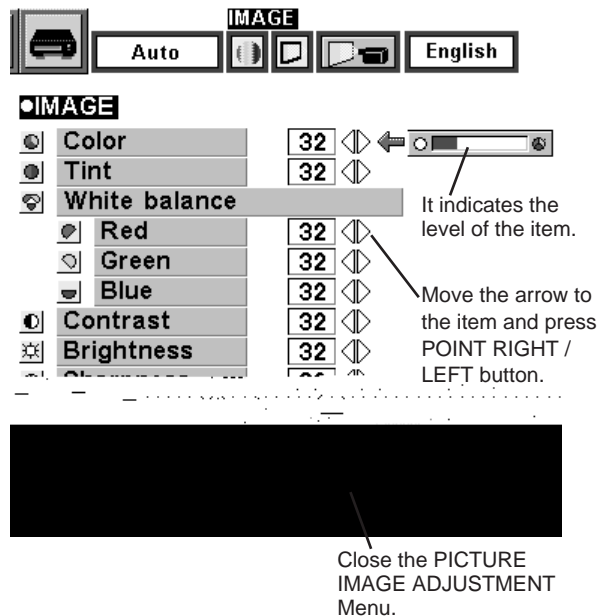 IMAGE
Auto
English
●IMAGE
Color 32
Tint 32
White balance
Red 32
Green 32
Blue 32
Contrast 32
Brightness 32
It indicates the
level of the item.
Move the arrow to
the item and press
POINT RIGHT /
LEFT button.
Close the PICTURE
IMAGE ADJUSTMENT
Menu.